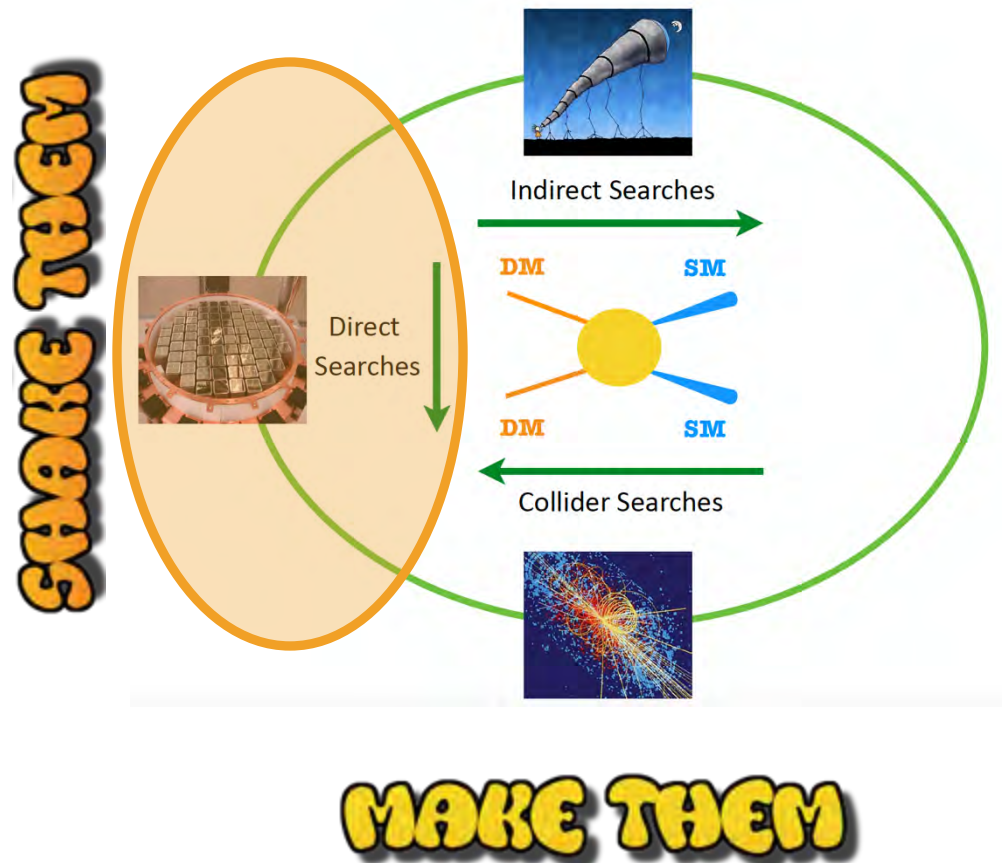 SHAKE THEM
Indirect Searches
DM
SM
Direct
Searches
DM
SM
Collider Searches
MAKE THEM